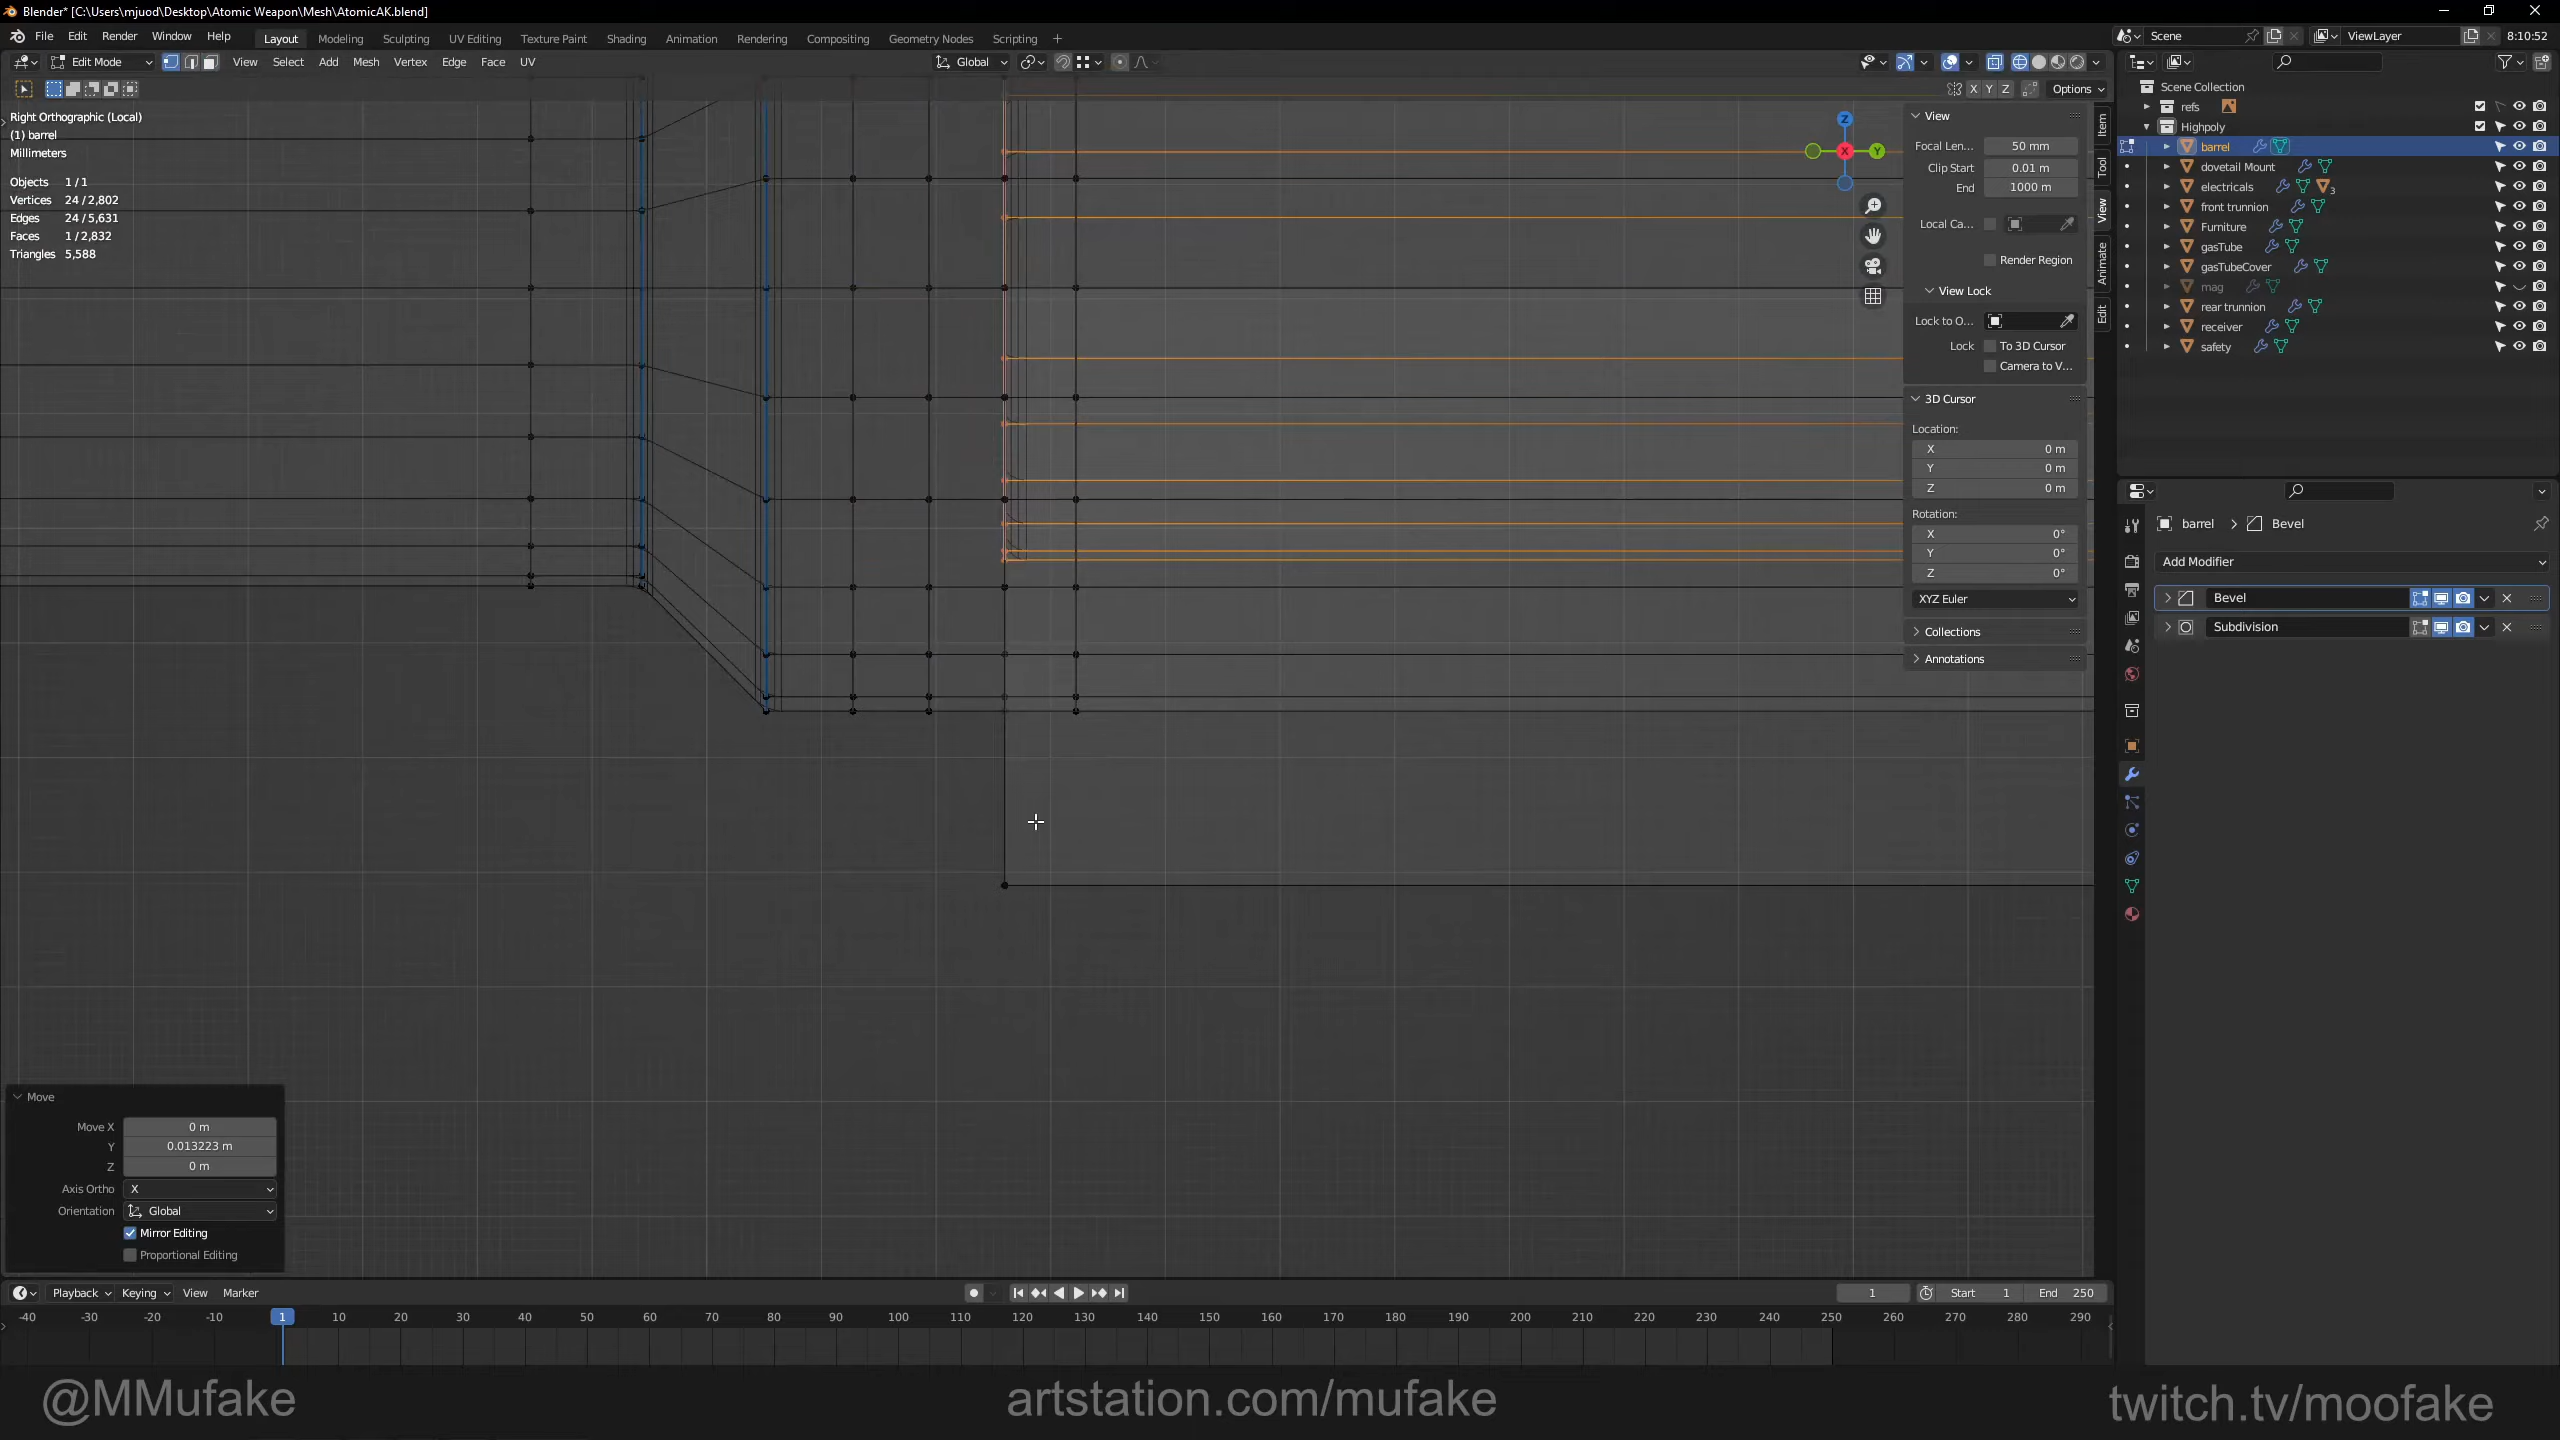 Blender* [C:\Users\mjuod\Desktop\Atomic Weapon\Mesh\AtomicAK.blend]
File Edit Render Window Help Layout Modeling Sculpting UV Editing Texture Paint Shading Animation Rendering Compositing Geometry Nodes Scripting + Scene ViewLayer 8:10:52
Edit Mode View Select Add Mesh Vertex Edge Face UV Global
X Y Z Options
Right Orthographic (Local)
(1) barrel
Millimeters
Objects 1 / 1
Vertices 24 / 2,802
Edges 24 / 5,631
Faces 1 / 2,832
Triangles 5,588
Z
X
Y
View
Focal Len... 50 mm
Clip Start 0.01 m
End 1000 m
Local Ca...
Render Region
View Lock
Lock to O...
Lock To 3D Cursor
Camera to V...
3D Cursor
Location:
X 0 m
Y 0 m
Z 0 m
Rotation:
X 0°
Y 0°
Z 0°
XYZ Euler
Collections
Annotations
Item
Tool
View
Animate
Edit
Scene Collection
refs
Highpoly
barrel
dovetail Mount
electricals 3
front trunnion
Furniture
gasTube
gasTubeCover
mag
rear trunnion
receiver
safety
barrel > Bevel
Add Modifier
Bevel
Subdivision
Move
Move X 0 m
Y 0.013223 m
Z 0 m
Axis Ortho X
Orientation Global
Mirror Editing
Proportional Editing
Playback Keying View Marker 1 Start 1 End 250
-40 -30 -20 -10 1 10 20 30 40 50 60 70 80 90 100 110 120 130 140 150 160 170 180 190 200 210 220 230 240 250 260 270 280 290
@MMufake artstation.com/mufake twitch.tv/moofake